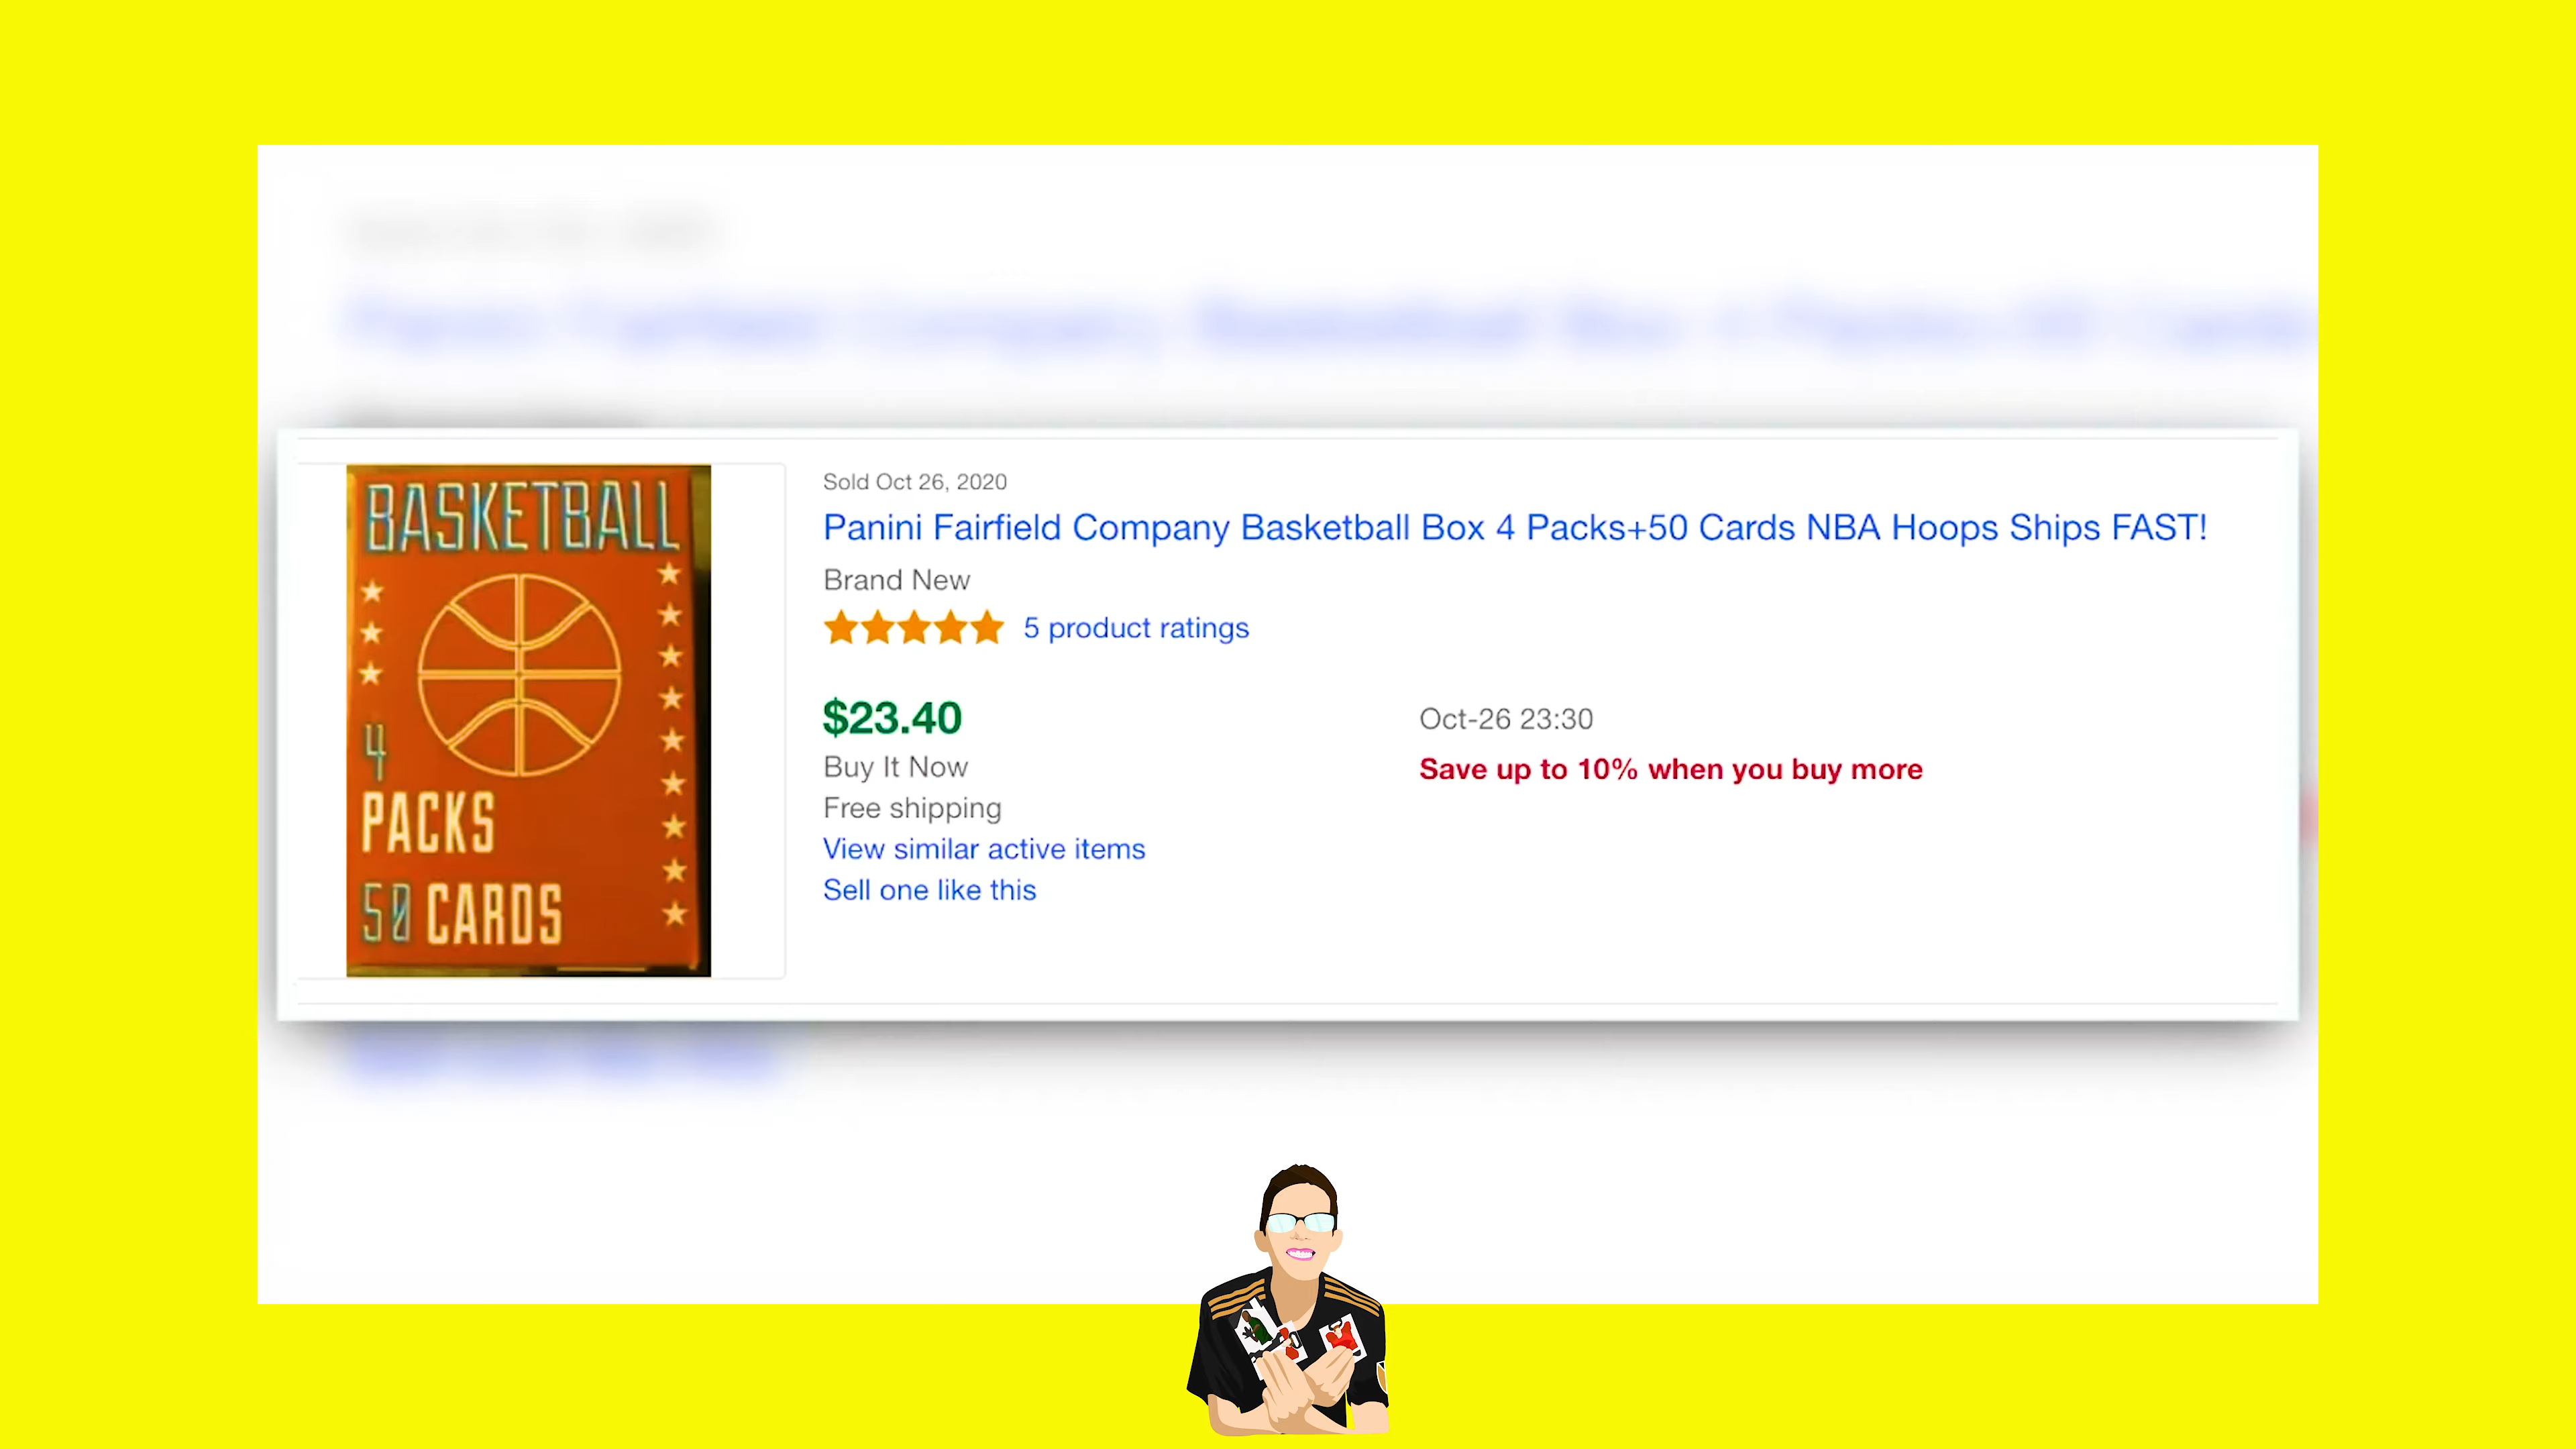 BASKETBALL
4
PACKS
50 CARDS
Sold Oct 26, 2020
Panini Fairfield Company Basketball Box 4 Packs+50 Cards NBA Hoops Ships FAST!
Brand New
5 product ratings
$23.40
Oct-26 23:30
Buy It Now
Save up to 10% when you buy more
Free shipping
View similar active items
Sell one like this